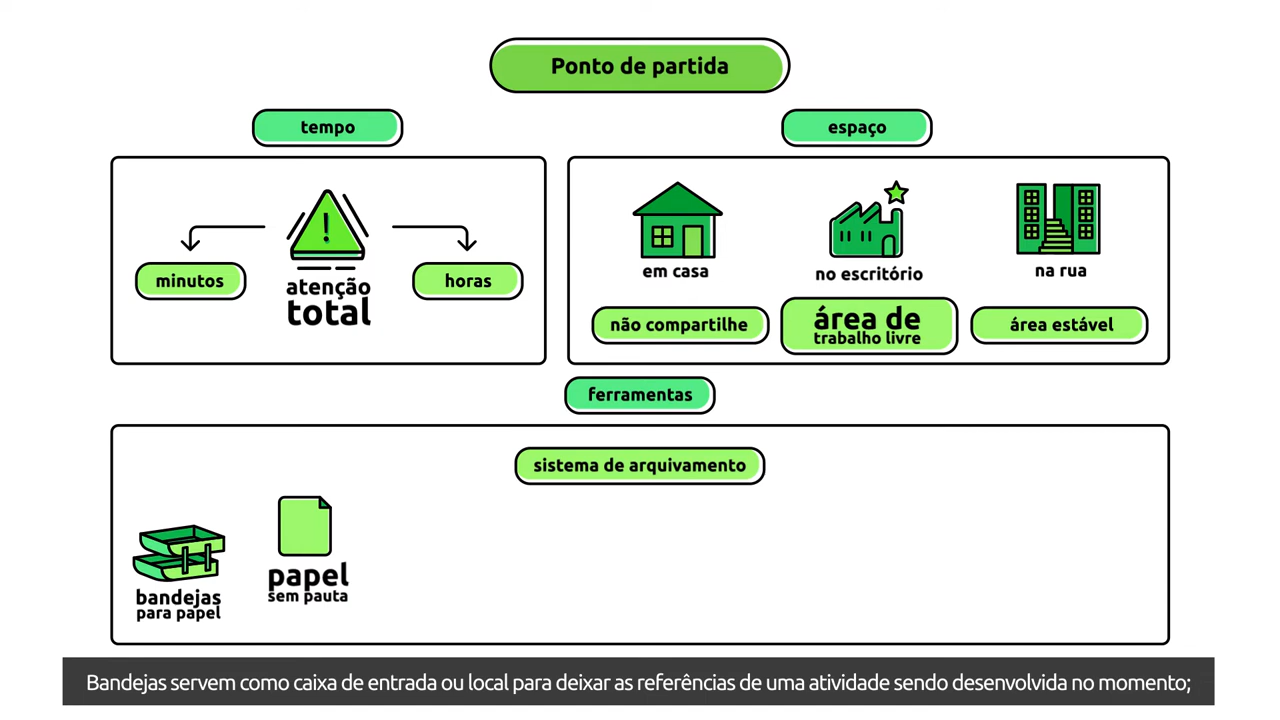 Ponto de partida
tempo
espaço
!
minutos
atenção
total
horas
em casa
no escritório
na rua
não compartilhe
área de
trabalho livre
área estável
ferramentas
sistema de arquivamento
bandejas
para papel
papel
sem pauta
Bandejas servem como caixa de entrada ou local para deixar as referências de uma atividade sendo desenvolvida no momento;